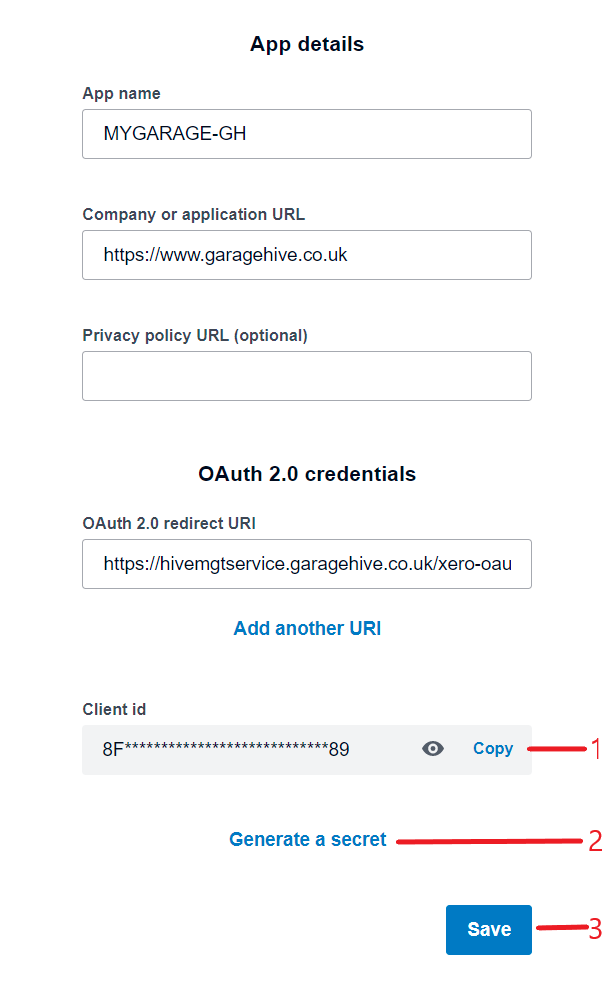 App details
App name
MYGARAGE-GH
Company or application URL
https://www.garagehive.co.uk
Privacy policy URL (optional)
OAuth 2.0 credentials
OAuth 2.0 redirect URI
https://hivemgtservice.garagehive.co.uk/xero-oau
Add another URI
Client id
8F****************************89 Copy 1
Generate a secret 2
Save 3